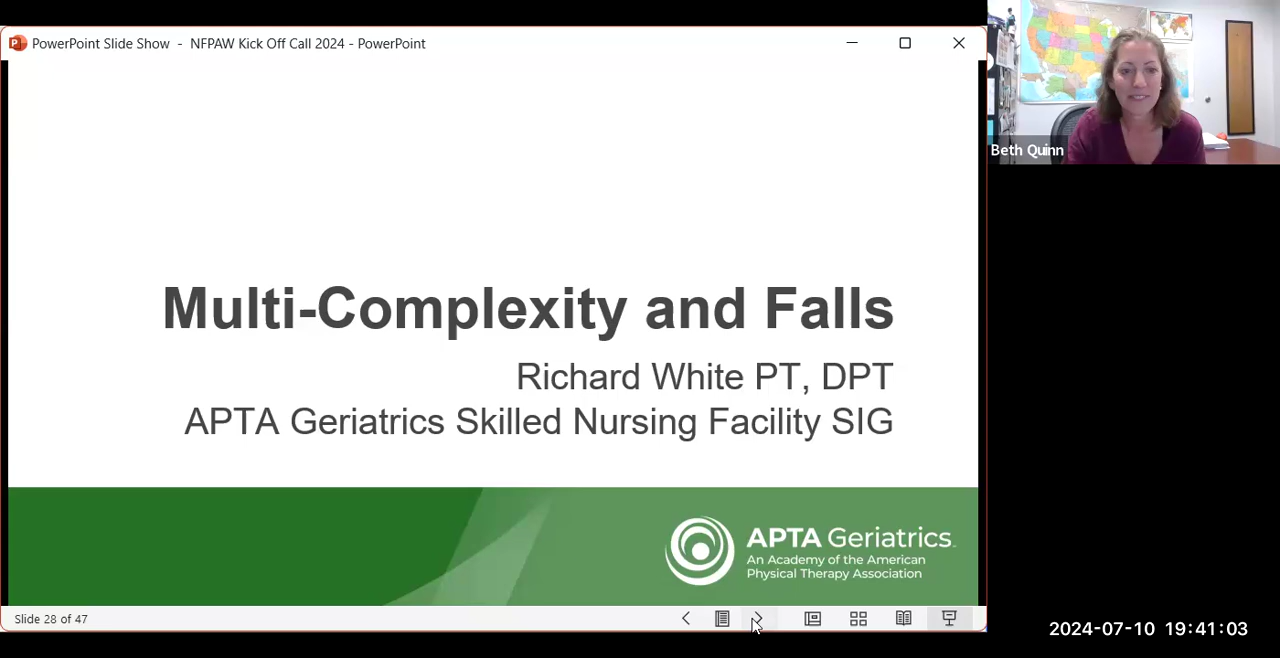 PowerPoint Slide Show - NFPAW Kick Off Call 2024 - PowerPoint
Beth Quinn
Multi-Complexity and Falls
Richard White PT, DPT
APTA Geriatrics Skilled Nursing Facility SIG
APTA Geriatrics
An Academy of the American
Physical Therapy Association
Slide 28 of 47
2024-07-10 19:41:03